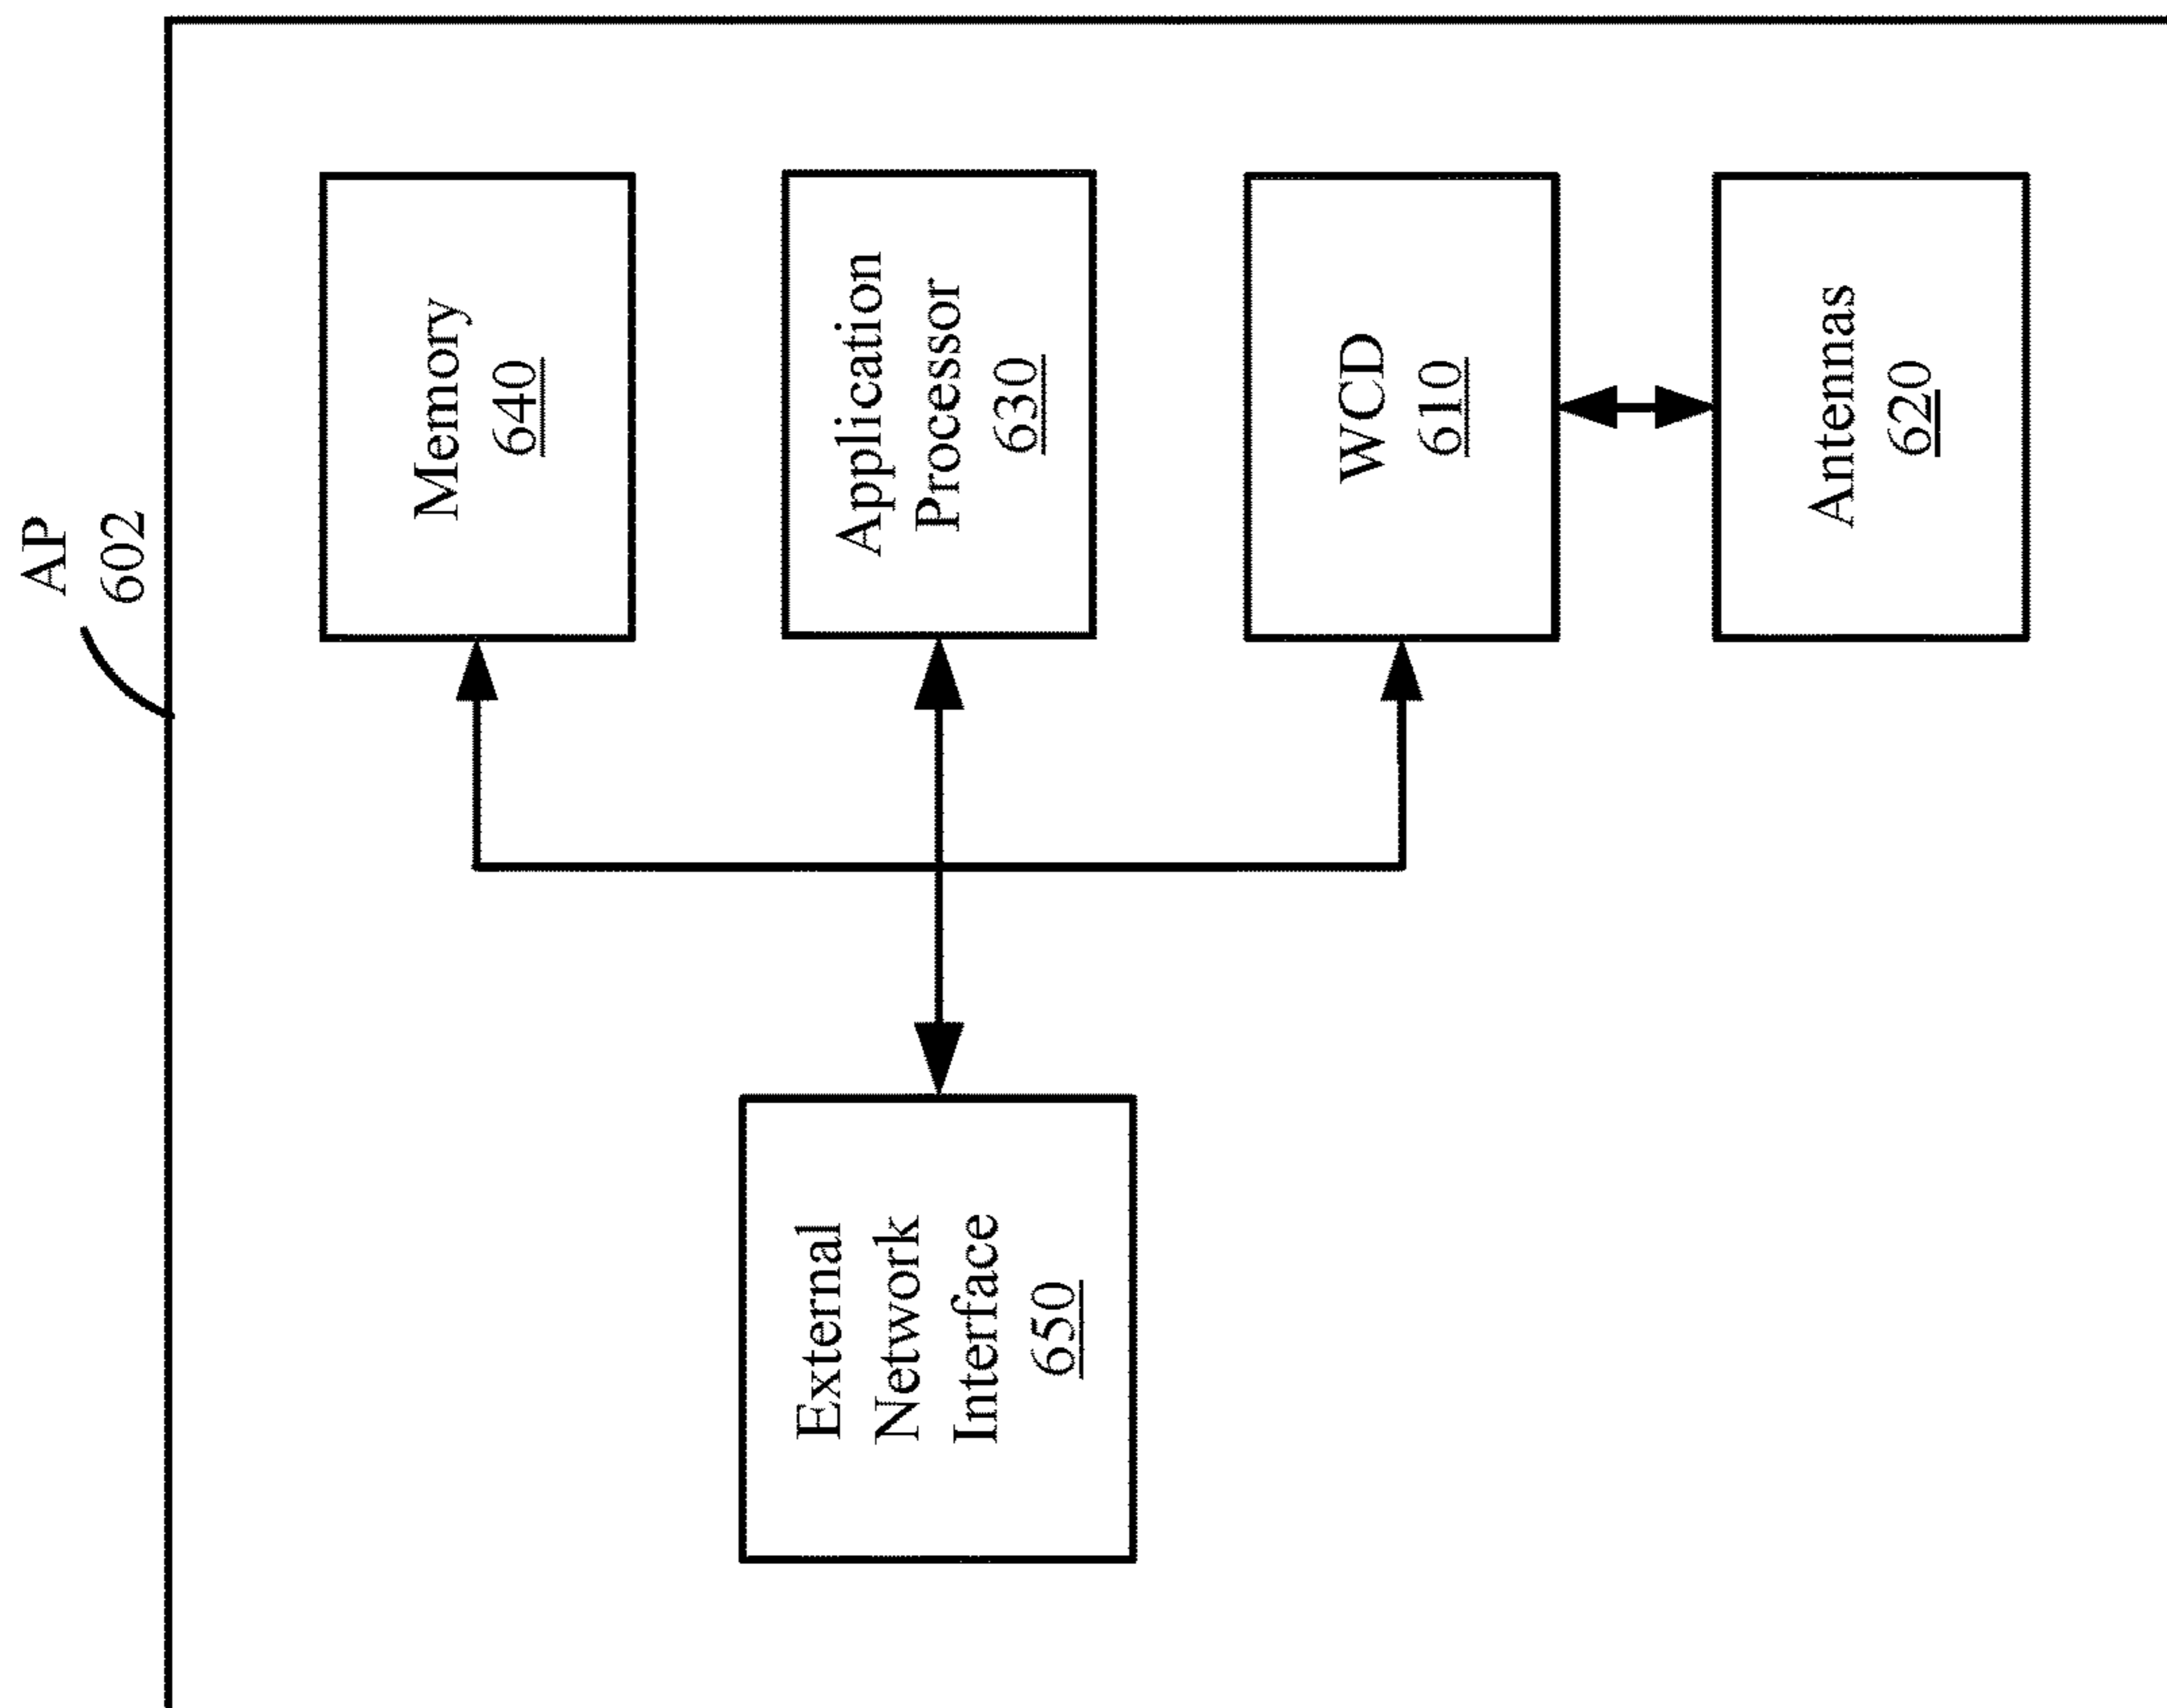 AP
602
Memory
640
Application
Processor
630
WCD
610
Antennas
620
External
Network
Interface
650